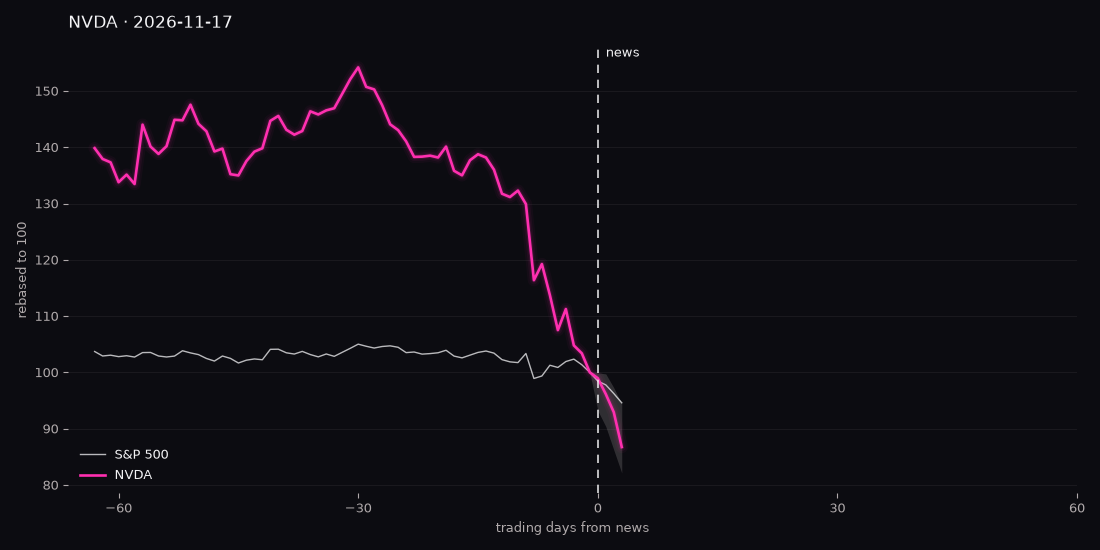 NVDA · 2026-11-17
news
150
140
130
120
110
100
90
80
rebased to 100
S&P 500
NVDA
−60
−30
0
30
60
trading days from news